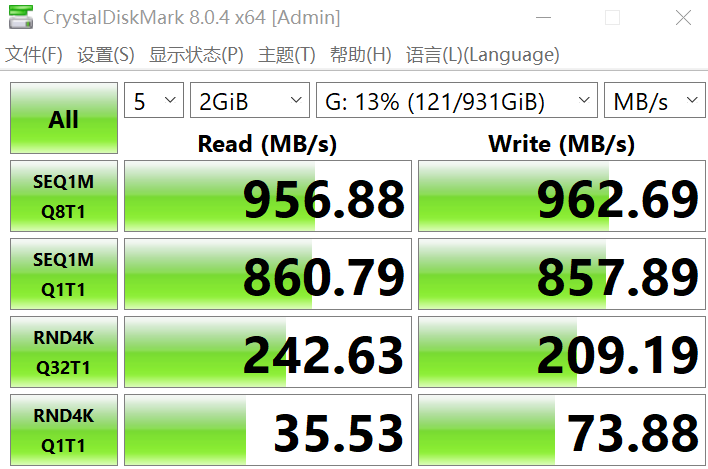 CrystalDiskMark 8.0.4 x64 [Admin]
文件(F) 设置(S) 显示状态(P) 主题(T) 帮助(H) 语言(L)(Language)
All 5 2GiB G: 13% (121/931GiB) MB/s
Read (MB/s) Write (MB/s)
SEQ1M
Q8T1 956.88 962.69
SEQ1M
Q1T1 860.79 857.89
RND4K
Q32T1 242.63 209.19
RND4K
Q1T1 35.53 73.88